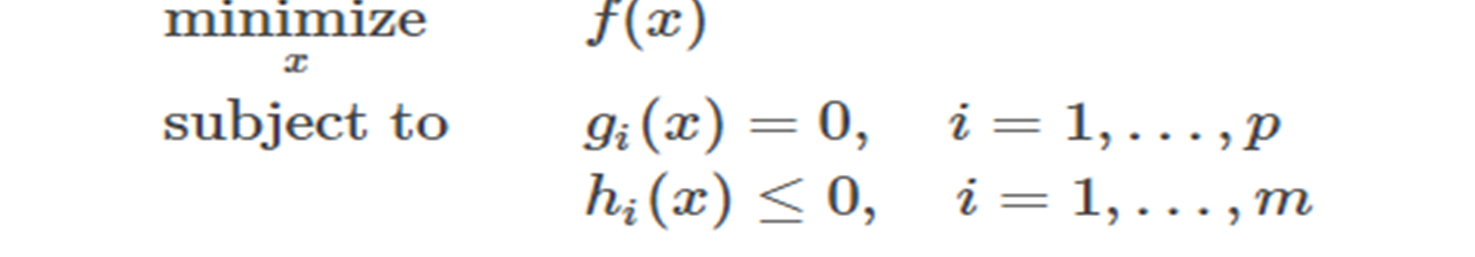 minimize f(x)
x
subject to g_i(x) = 0, i = 1, . . . , p
h_i(x) ≤ 0, i = 1, . . . , m